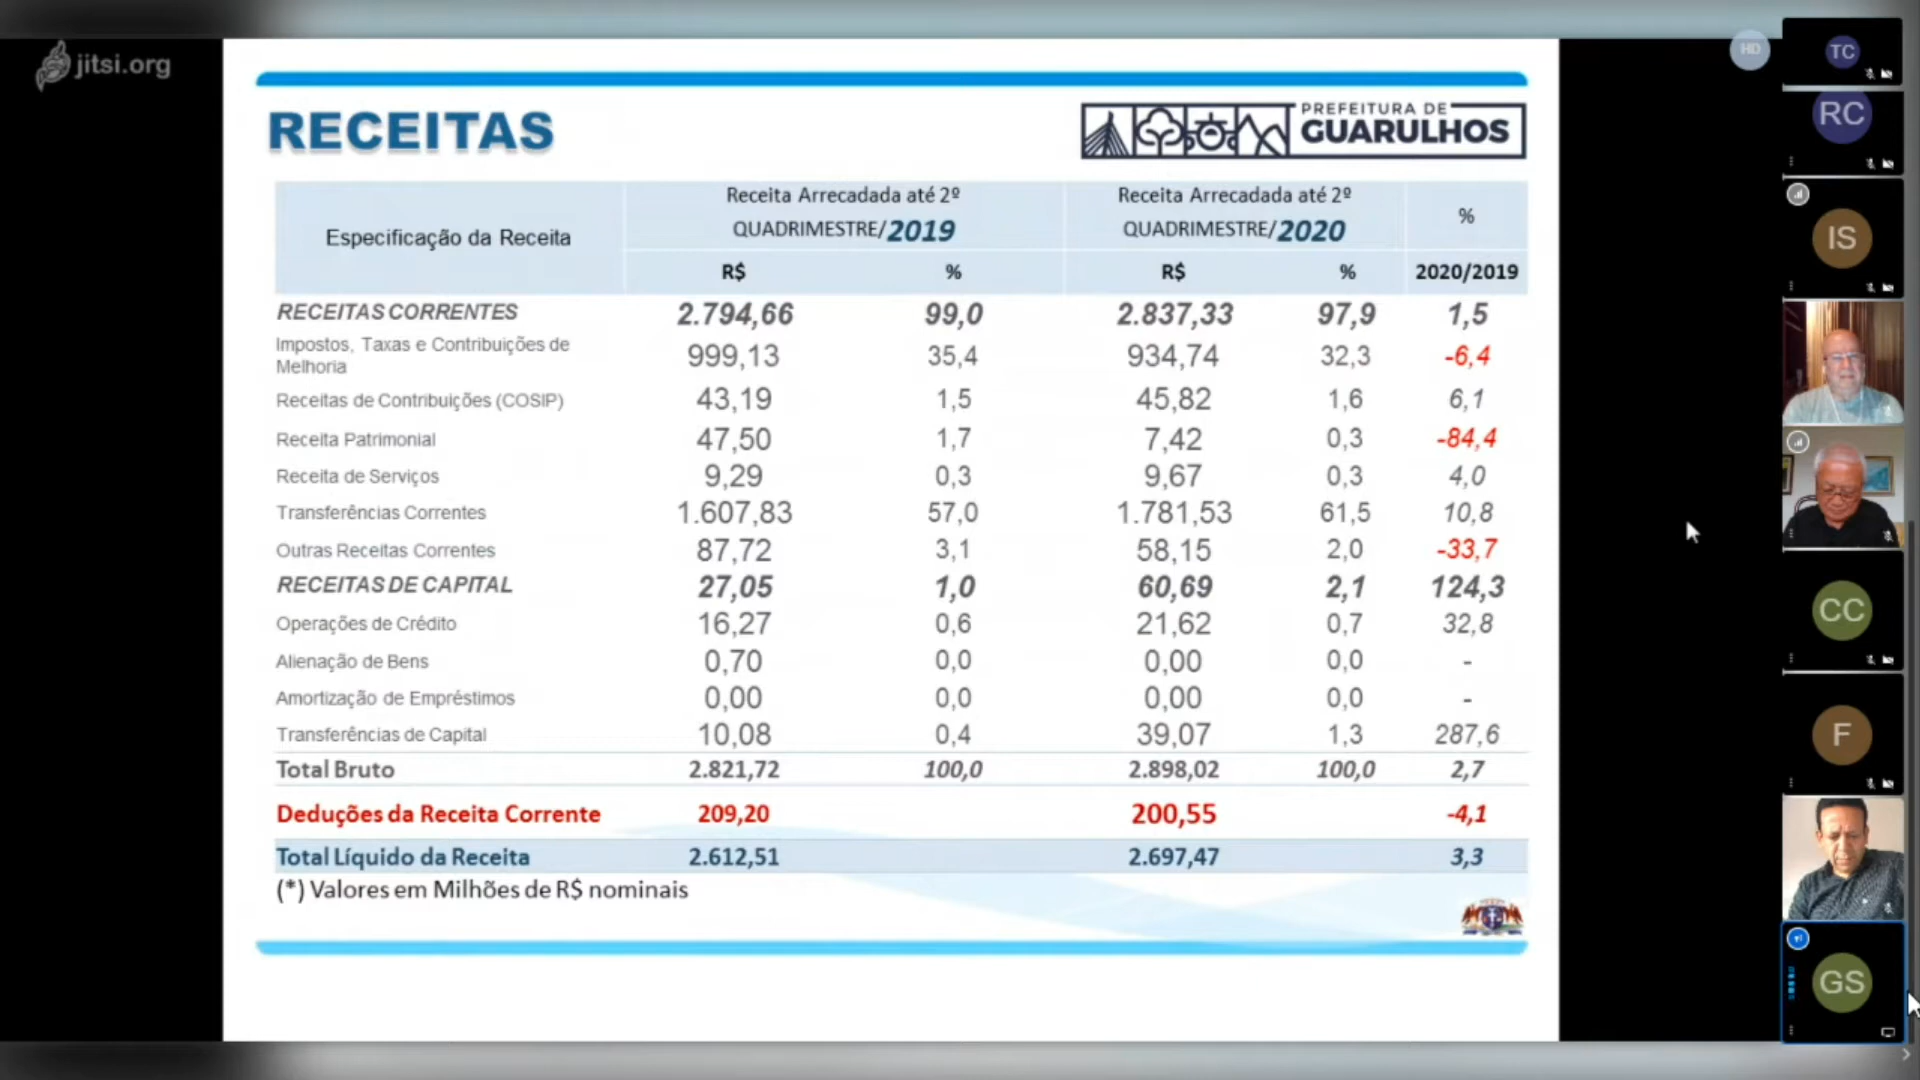 jitsi.org
HD
TC
RC
IS
CC
F
GS
RECEITAS
PREFEITURA DE
GUARULHOS
Especificação da Receita
Receita Arrecadada até 2º
QUADRIMESTRE/2019
Receita Arrecadada até 2º
QUADRIMESTRE/2020
%
R$ % R$ % 2020/2019
RECEITAS CORRENTES 2.794,66 99,0 2.837,33 97,9 1,5
Impostos, Taxas e Contribuições de
Melhoria 999,13 35,4 934,74 32,3 -6,4
Receitas de Contribuições (COSIP) 43,19 1,5 45,82 1,6 6,1
Receita Patrimonial 47,50 1,7 7,42 0,3 -84,4
Receita de Serviços 9,29 0,3 9,67 0,3 4,0
Transferências Correntes 1.607,83 57,0 1.781,53 61,5 10,8
Outras Receitas Correntes 87,72 3,1 58,15 2,0 -33,7
RECEITAS DE CAPITAL 27,05 1,0 60,69 2,1 124,3
Operações de Crédito 16,27 0,6 21,62 0,7 32,8
Alienação de Bens 0,70 0,0 0,00 0,0 -
Amortização de Empréstimos 0,00 0,0 0,00 0,0 -
Transferências de Capital 10,08 0,4 39,07 1,3 287,6
Total Bruto 2.821,72 100,0 2.898,02 100,0 2,7
Deduções da Receita Corrente 209,20 200,55 -4,1
Total Líquido da Receita 2.612,51 2.697,47 3,3
(*) Valores em Milhões de R$ nominais